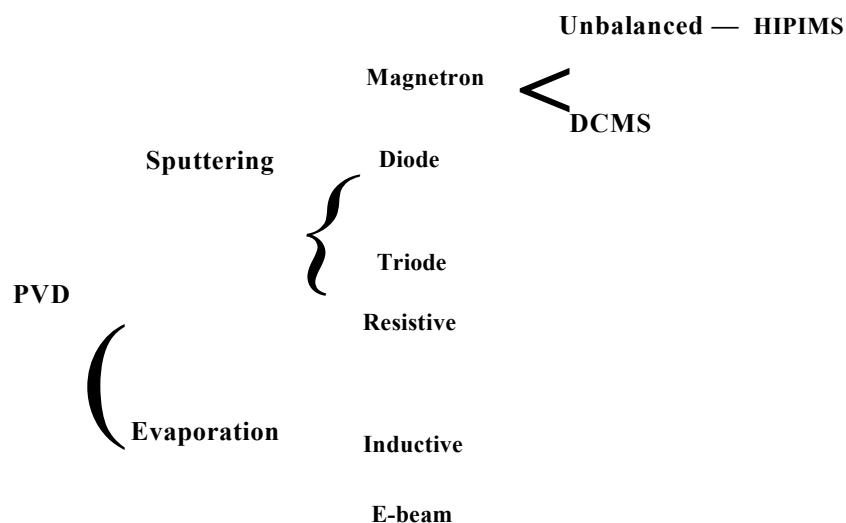 Unbalanced — HIPIMS
Magnetron
DCMS
Sputtering
Diode
Triode
PVD
Resistive
Evaporation
Inductive
E-beam